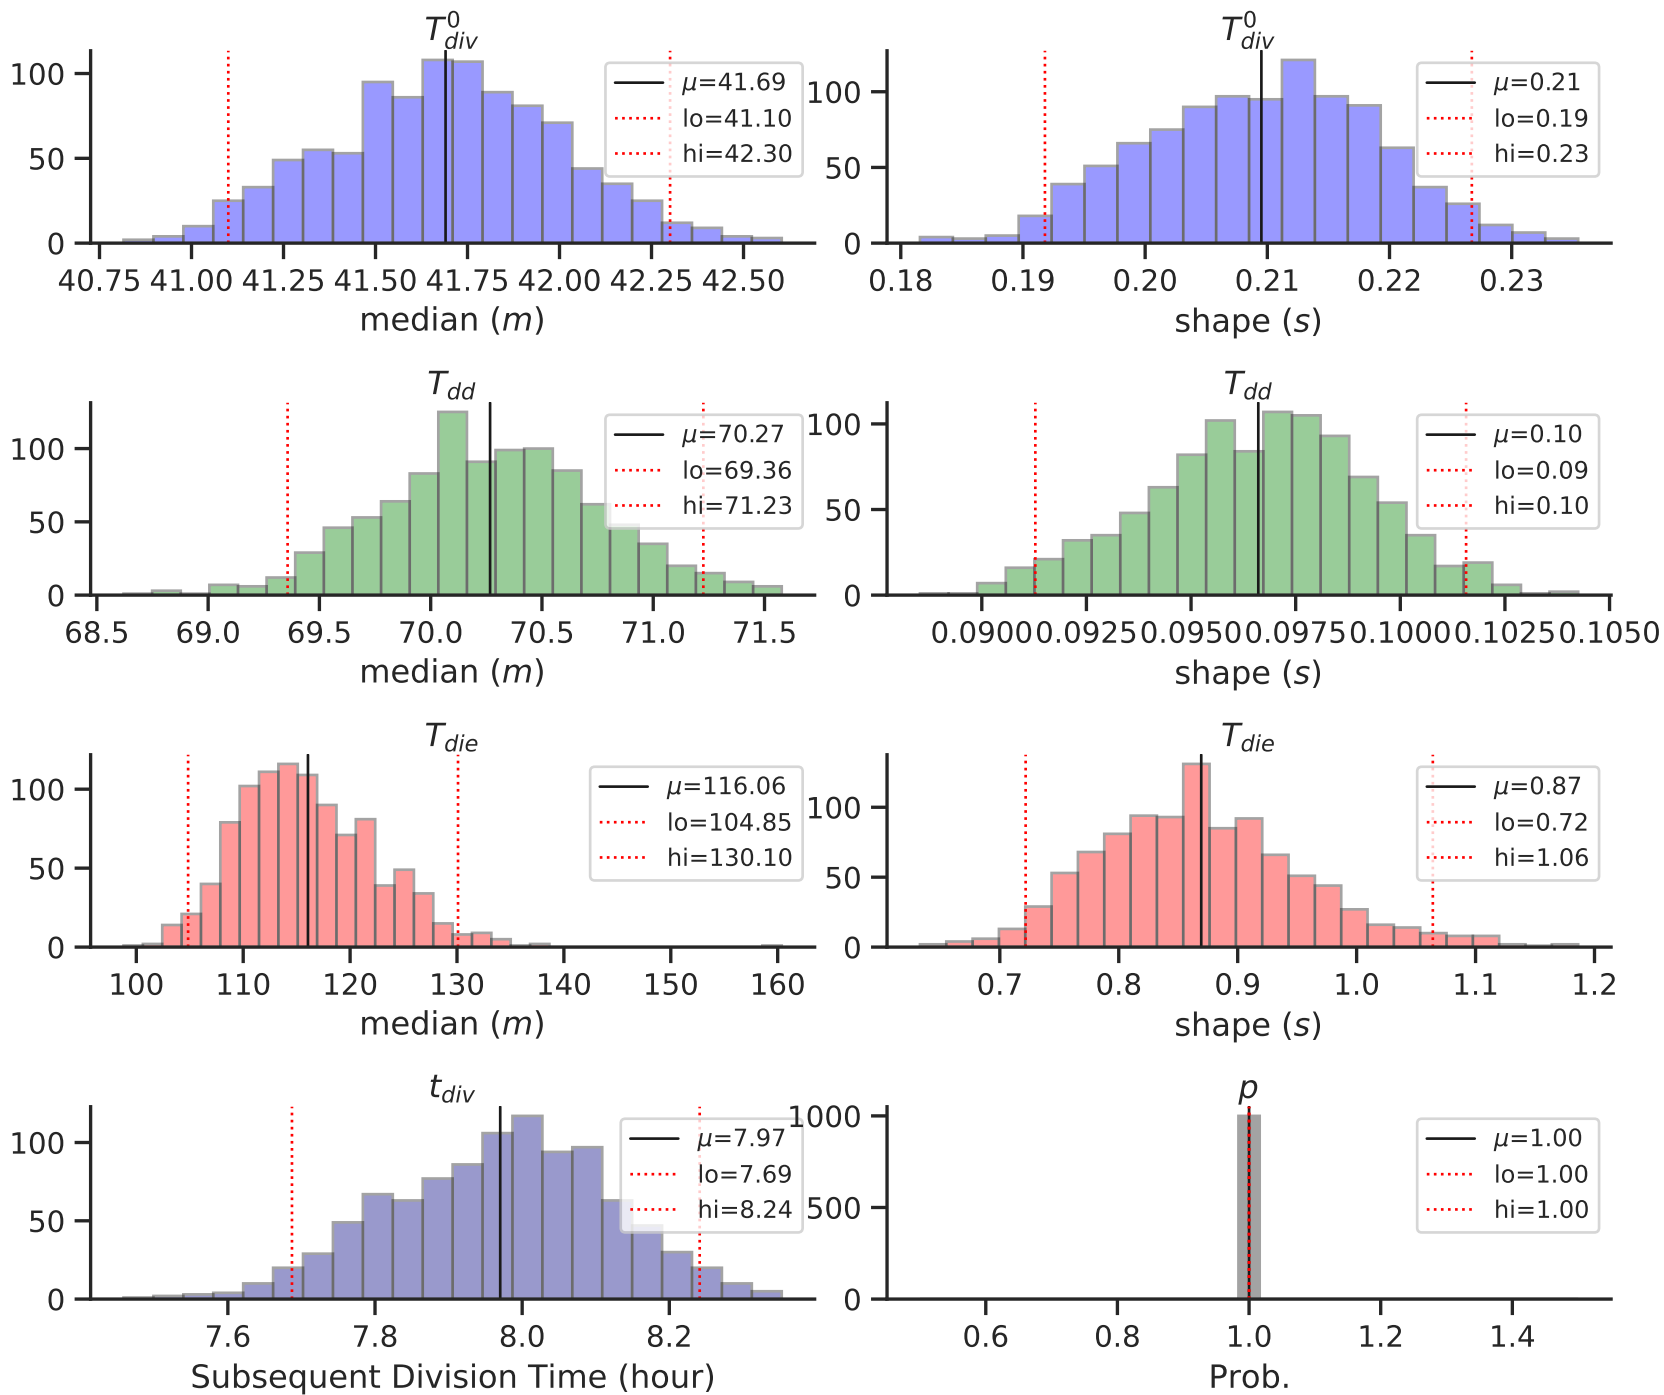 T⁰div
100
50
0
μ=41.69
lo=41.10
hi=42.30
40.75 41.00 41.25 41.50 41.75 42.00 42.25 42.50
median (m)
T⁰div
100
50
0
μ=0.21
lo=0.19
hi=0.23
0.18 0.19 0.20 0.21 0.22 0.23
shape (s)
Tdd
100
50
0
μ=70.27
lo=69.36
hi=71.23
68.5 69.0 69.5 70.0 70.5 71.0 71.5
median (m)
Tdd
100
50
0
μ=0.10
lo=0.09
hi=0.10
0.0900 0.0925 0.0950 0.0975 0.1000 0.1025 0.1050
shape (s)
Tdie
100
50
0
μ=116.06
lo=104.85
hi=130.10
100 110 120 130 140 150 160
median (m)
Tdie
100
50
0
μ=0.87
lo=0.72
hi=1.06
0.7 0.8 0.9 1.0 1.1 1.2
shape (s)
tdiv
100
50
0
μ=7.97
lo=7.69
hi=8.24
7.6 7.8 8.0 8.2
Subsequent Division Time (hour)
p
1000
500
0
μ=1.00
lo=1.00
hi=1.00
0.6 0.8 1.0 1.2 1.4
Prob.